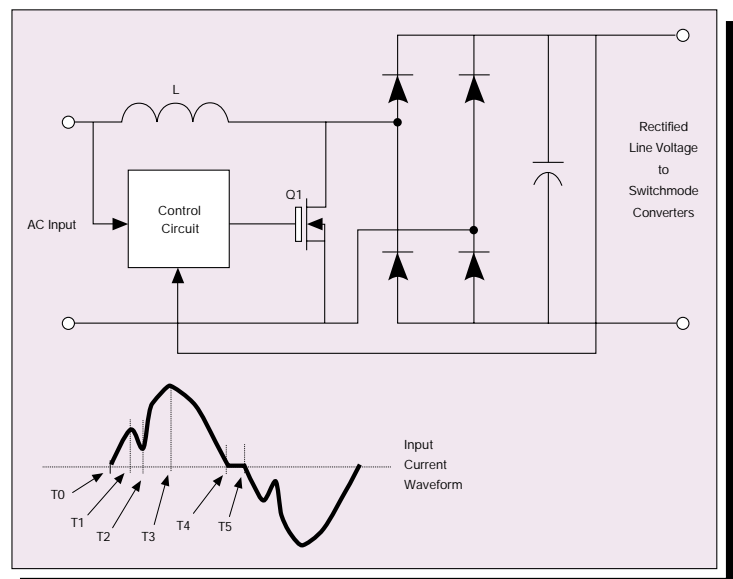 L
Q1
Control
Circuit
AC Input
Rectified
Line Voltage
to
Switchmode
Converters
Input
Current
Waveform
T0
T1
T2
T3
T4
T5